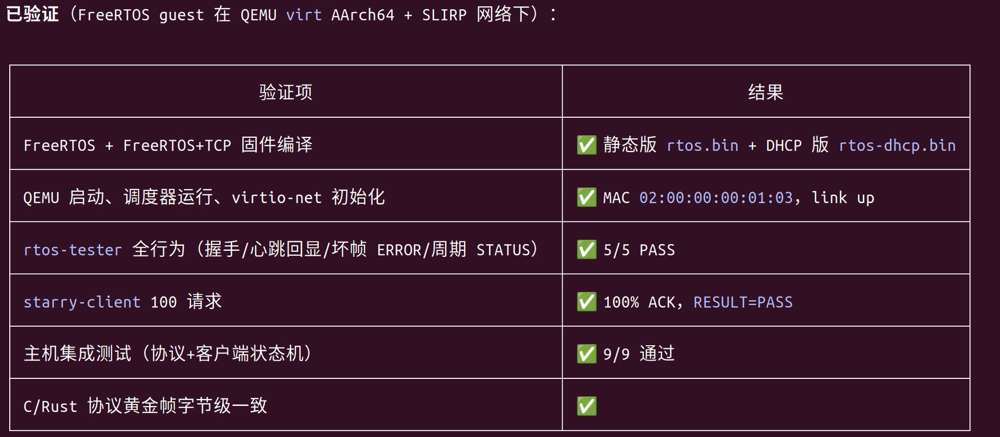 已验证（FreeRTOS guest 在 QEMU virt AArch64 + SLIRP 网络下）：
验证项 结果
FreeRTOS + FreeRTOS+TCP 固件编译 ✅ 静态版 rtos.bin + DHCP 版 rtos-dhcp.bin
QEMU 启动、调度器运行、virtio-net 初始化 ✅ MAC 02:00:00:00:01:03，link up
rtos-tester 全行为（握手/心跳回显/坏帧 ERROR/周期 STATUS） ✅ 5/5 PASS
starry-client 100 请求 ✅ 100% ACK，RESULT=PASS
主机集成测试（协议+客户端状态机） ✅ 9/9 通过
C/Rust 协议黄金帧字节级一致 ✅